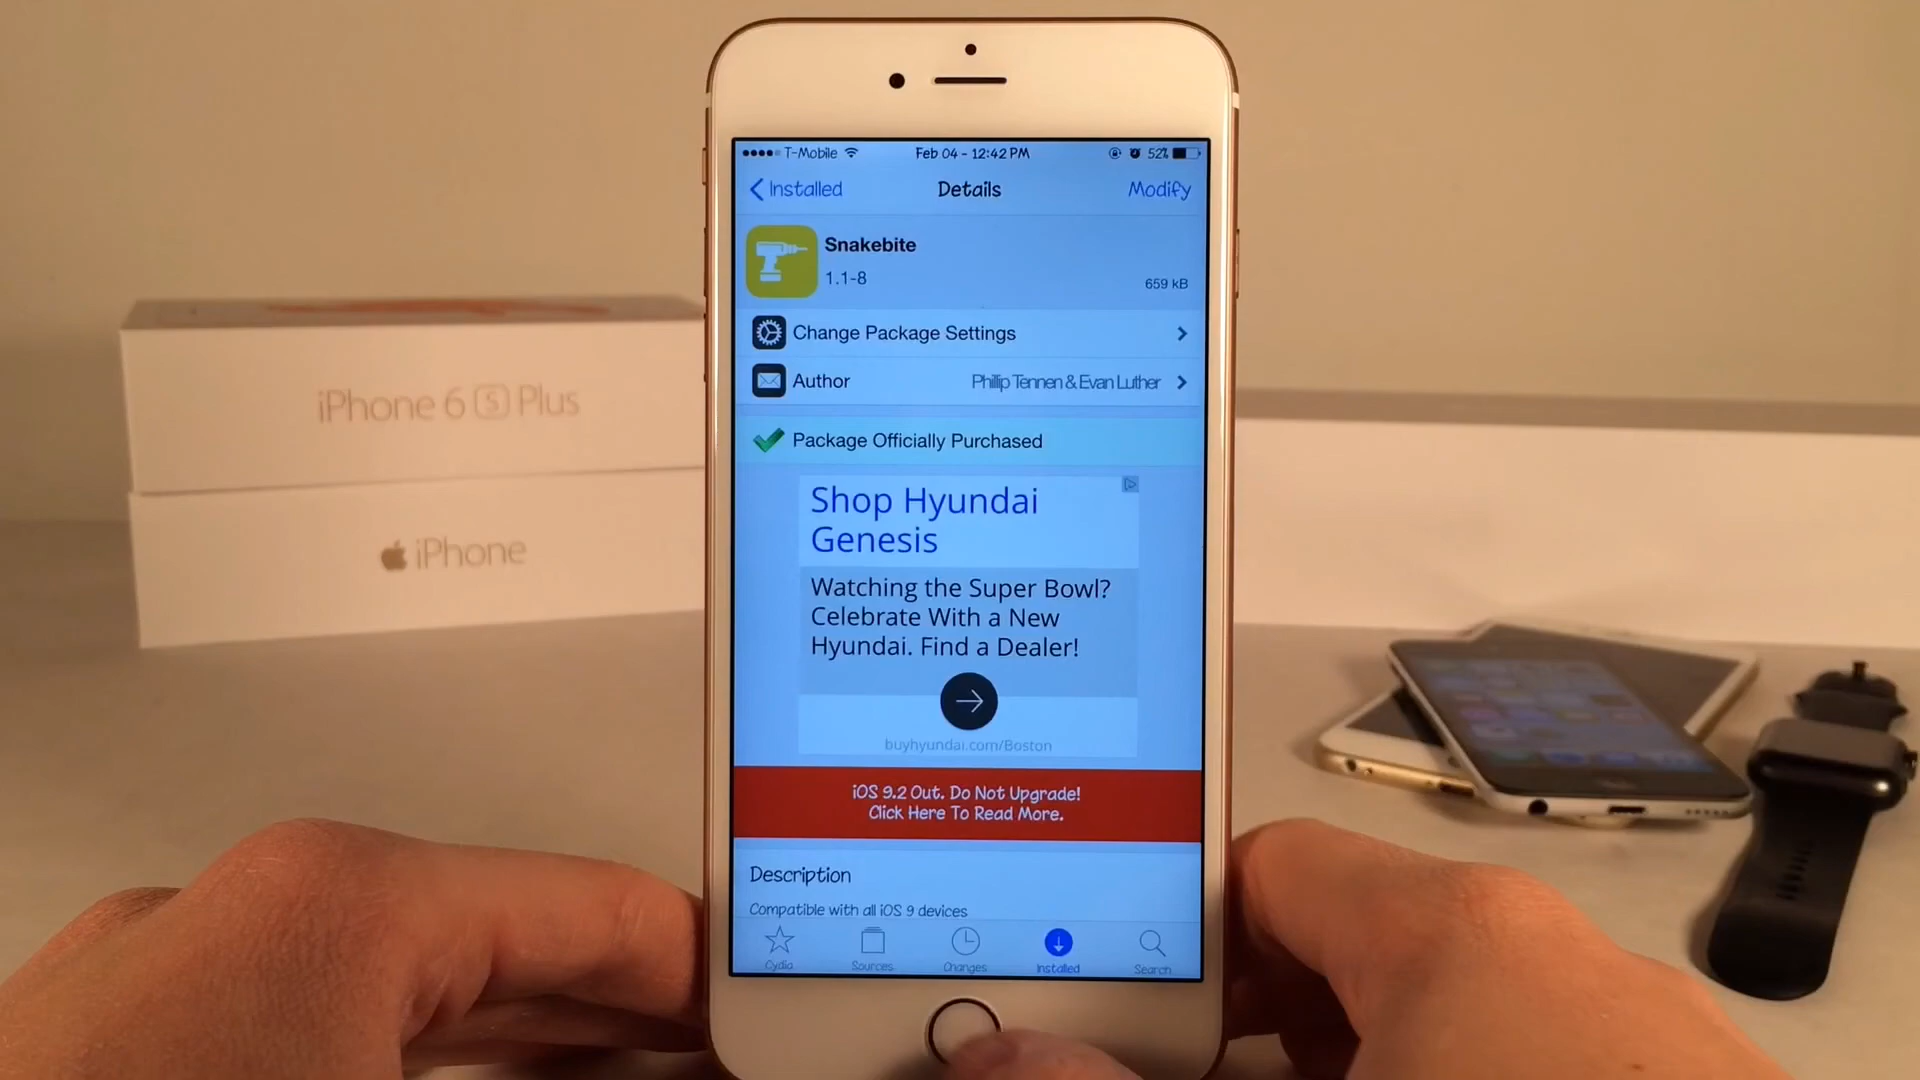 T-Mobile
Feb 04 - 12:42 PM
52%
Installed
Details
Modify
Snakebite
1.1-8
659 kB
Change Package Settings
Author
Phillip Tennen & Evan Luther
Package Officially Purchased
Shop Hyundai
Genesis
Watching the Super Bowl?
Celebrate With a New
Hyundai. Find a Dealer!
buyhyundai.com/Boston
iOS 9.2 Out. Do Not Upgrade!
Click Here To Read More.
Description
Compatible with all iOS 9 devices
Cydia
Sources
Changes
Installed
Search
iPhone 6 S Plus
iPhone